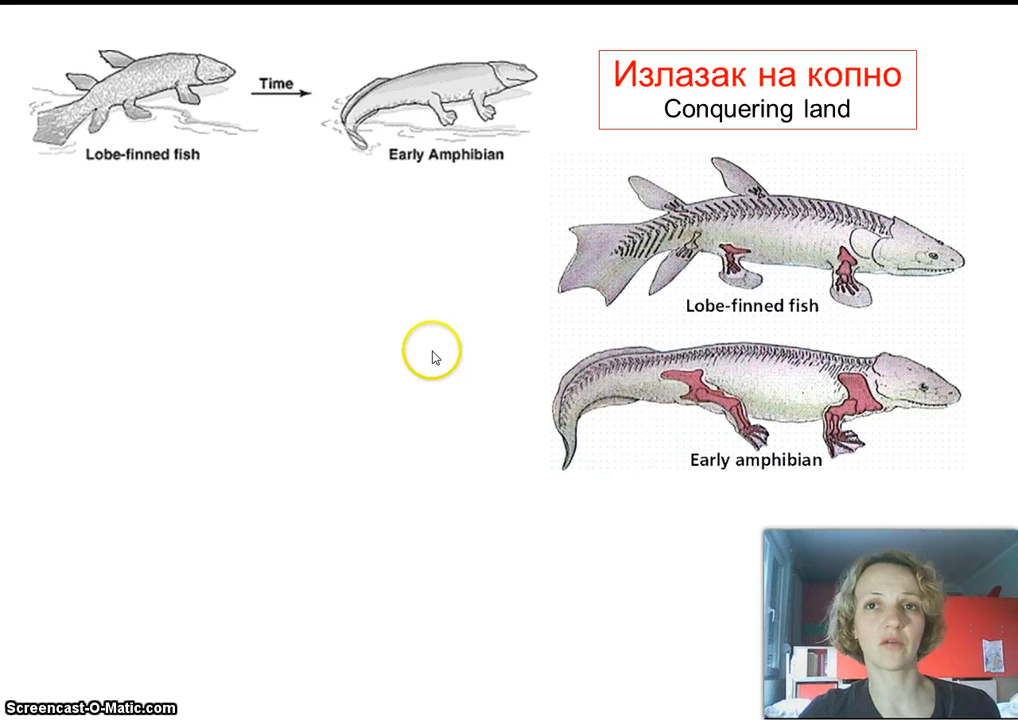 Time
Lobe-finned fish
Early Amphibian
Излазак на копно
Conquering land
Lobe-finned fish
Early amphibian
Screencast-O-Matic.com